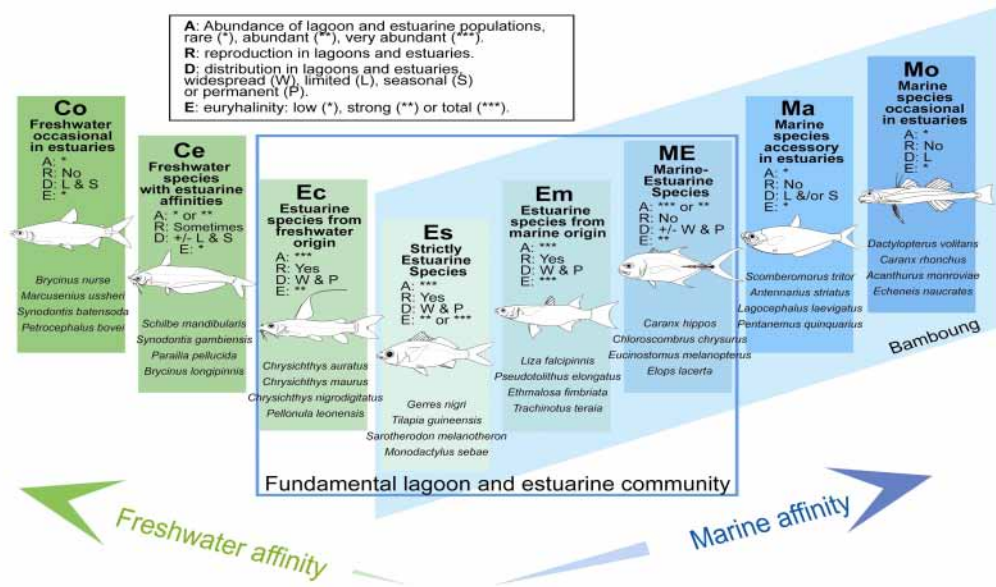 A: Abundance of lagoon and estuarine populations,
rare (*), abundant (**), very abundant (***).
R: reproduction in lagoons and estuaries.
D: distribution in lagoons and estuaries,
widespread (W), limited (L), seasonal (S)
or permanent (P).
E: euryhalinity: low (*), strong (**) or total (***).
Co
Freshwater
occasional
in estuaries
A: *
R: No
D: L & S
E: *
Brycinus nurse
Marcusenius ussheri
Synodontis batensoda
Petrocephalus bovei
Ce
Freshwater
species
with estuarine
affinities
A: * or **
R: Sometimes
D: +/- L & S
E: *
Schilbe mandibularis
Synodontis gambiensis
Parailia pellucida
Brycinus longipinnis
Ec
Estuarine
species from
freshwater
origin
A: ***
R: Yes
D: W & P
E: **
Chrysichthys auratus
Chrysichthys maurus
Chrysichthys nigrodigitatus
Pellonula leonensis
Es
Strictly
Estuarine
Species
A: ***
R: Yes
D: W & P
E: ** or ***
Gerres nigri
Tilapia guineensis
Sarotherodon melanotheron
Monodactylus sebae
Em
Estuarine
species from
marine origin
A: ***
R: Yes
D: W & P
E: ***
Liza falcipinnis
Pseudotolithus elongatus
Ethmalosa fimbriata
Trachinotus teraia
ME
Marine-
Estuarine
Species
A: *** or **
R: No
D: +/- W & P
E: **
Caranx hippos
Chloroscombrus chrysurus
Eucinostomus melanopterus
Elops lacerta
Ma
Marine
species
accessory
in estuaries
A: *
R: No
D: L &/or S
E: *
Scomberomorus tritor
Antennarius striatus
Lagocephalus laevigatus
Pentanemus quinquarius
Mo
Marine
species
occasional
in estuaries
A: *
R: No
D: L
E: *
Dactylopterus volitans
Caranx rhonchus
Acanthurus monroviae
Echeneis naucrates
Bamboung
Fundamental lagoon and estuarine community
Freshwater affinity
Marine affinity